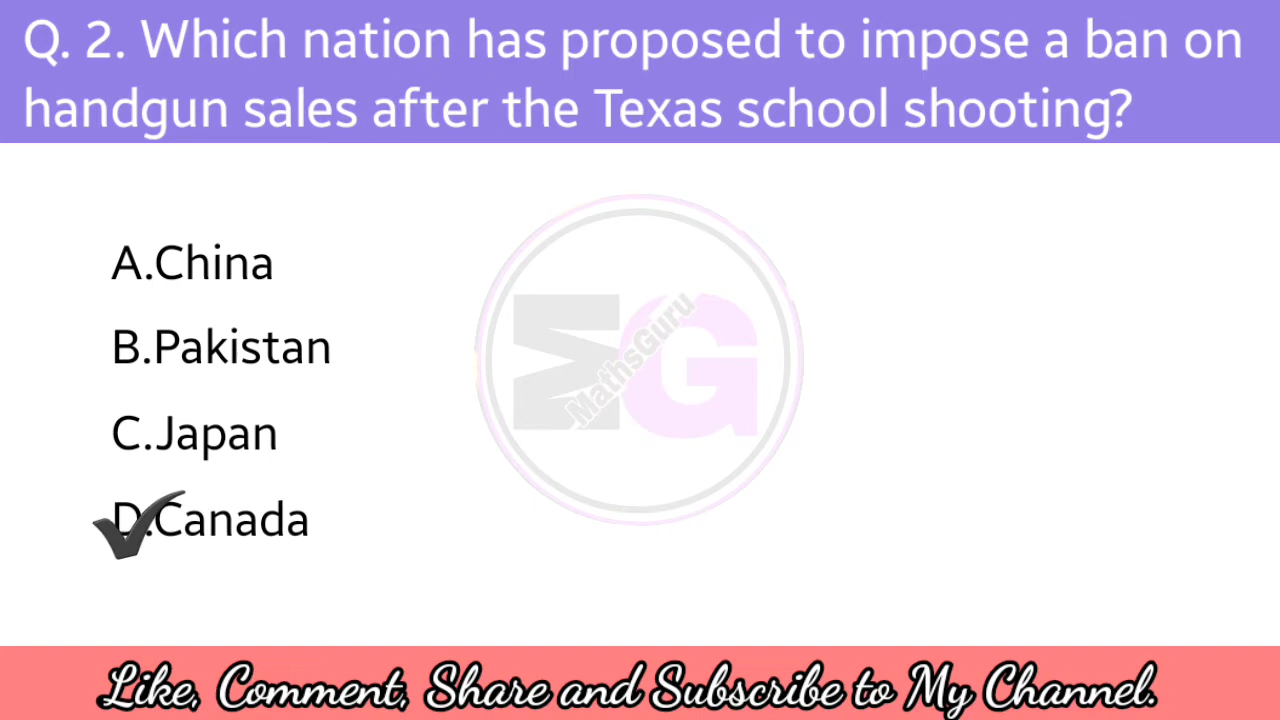 Q. 2. Which nation has proposed to impose a ban on
handgun sales after the Texas school shooting?
A.China
B.Pakistan
MG
MathsGuru
C.Japan
D.Canada
Like, Comment, Share and Subscribe to My Channel.